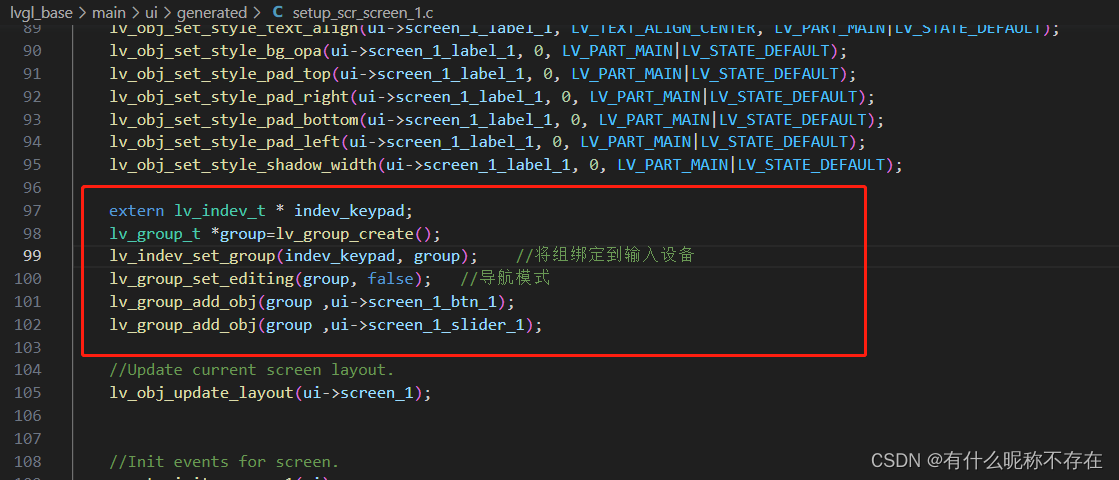 lvgl_base > main > ui > generated > C setup_scr_screen_1.c
89 lv_obj_set_style_text_align(ui->screen_1_label_1, LV_TEXT_ALIGN_CENTER, LV_PART_MAIN|LV_STATE_DEFAULT);
90 lv_obj_set_style_bg_opa(ui->screen_1_label_1, 0, LV_PART_MAIN|LV_STATE_DEFAULT);
91 lv_obj_set_style_pad_top(ui->screen_1_label_1, 0, LV_PART_MAIN|LV_STATE_DEFAULT);
92 lv_obj_set_style_pad_right(ui->screen_1_label_1, 0, LV_PART_MAIN|LV_STATE_DEFAULT);
93 lv_obj_set_style_pad_bottom(ui->screen_1_label_1, 0, LV_PART_MAIN|LV_STATE_DEFAULT);
94 lv_obj_set_style_pad_left(ui->screen_1_label_1, 0, LV_PART_MAIN|LV_STATE_DEFAULT);
95 lv_obj_set_style_shadow_width(ui->screen_1_label_1, 0, LV_PART_MAIN|LV_STATE_DEFAULT);
96
97 extern lv_indev_t * indev_keypad;
98 lv_group_t *group=lv_group_create();
99 lv_indev_set_group(indev_keypad, group); //将组绑定到输入设备
100 lv_group_set_editing(group, false); //导航模式
101 lv_group_add_obj(group ,ui->screen_1_btn_1);
102 lv_group_add_obj(group ,ui->screen_1_slider_1);
103
104 //Update current screen layout.
105 lv_obj_update_layout(ui->screen_1);
106
107
108 //Init events for screen.
CSDN @有什么昵称不存在